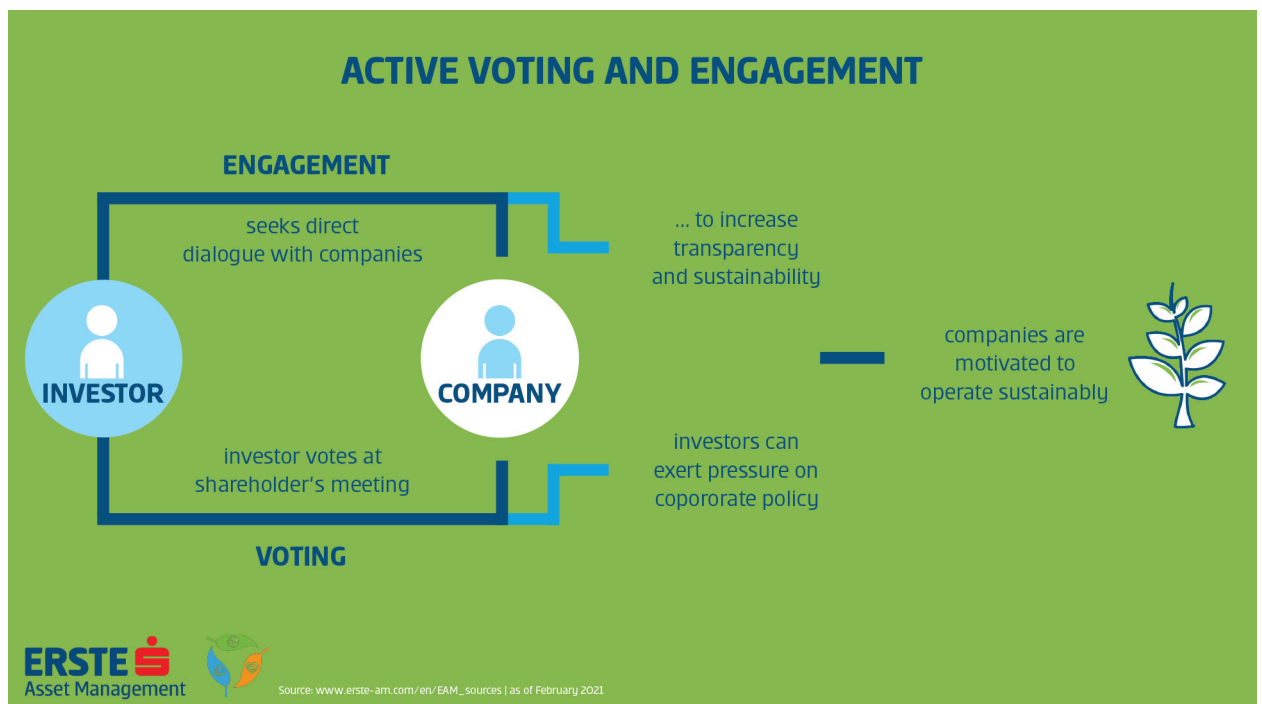 ACTIVE VOTING AND ENGAGEMENT
ENGAGEMENT
seeks direct
dialogue with companies
... to increase
transparency
and sustainability
INVESTOR
COMPANY
companies are
motivated to
operate sustainably
investor votes at
shareholder's meeting
investors can
exert pressure on
copororate policy
VOTING
ERSTE
Asset Management
Source: www.erste-am.com/en/EAM_sources | as of February 2021